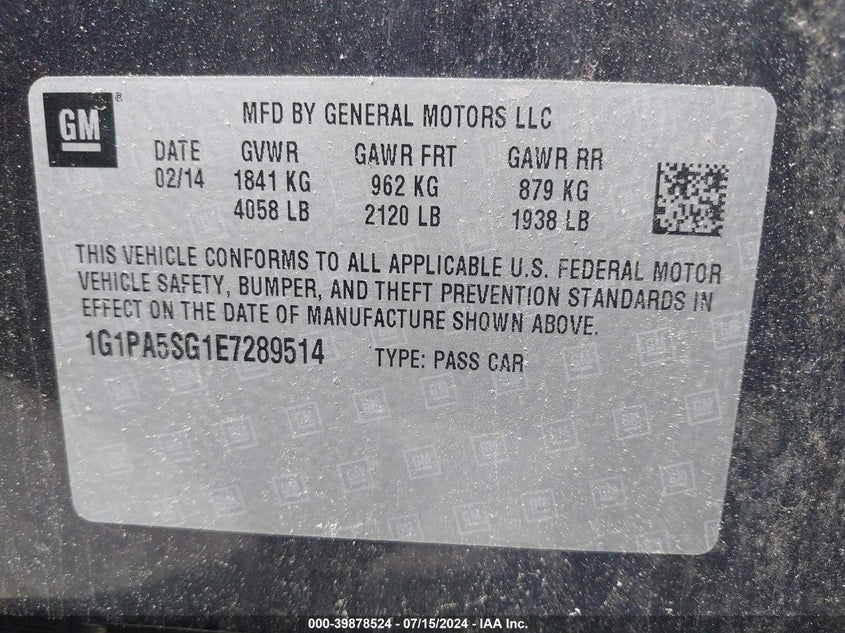 GM®
MFD BY GENERAL MOTORS LLC
DATE GVWR GAWR FRT GAWR RR
02/14 1841 KG 962 KG 879 KG
4058 LB 2120 LB 1938 LB
THIS VEHICLE CONFORMS TO ALL APPLICABLE U.S. FEDERAL MOTOR
VEHICLE SAFETY, BUMPER, AND THEFT PREVENTION STANDARDS IN
EFFECT ON THE DATE OF MANUFACTURE SHOWN ABOVE.
1G1PA5SG1E7289514 TYPE: PASS CAR
000-39878524 - 07/15/2024 - IAA Inc.